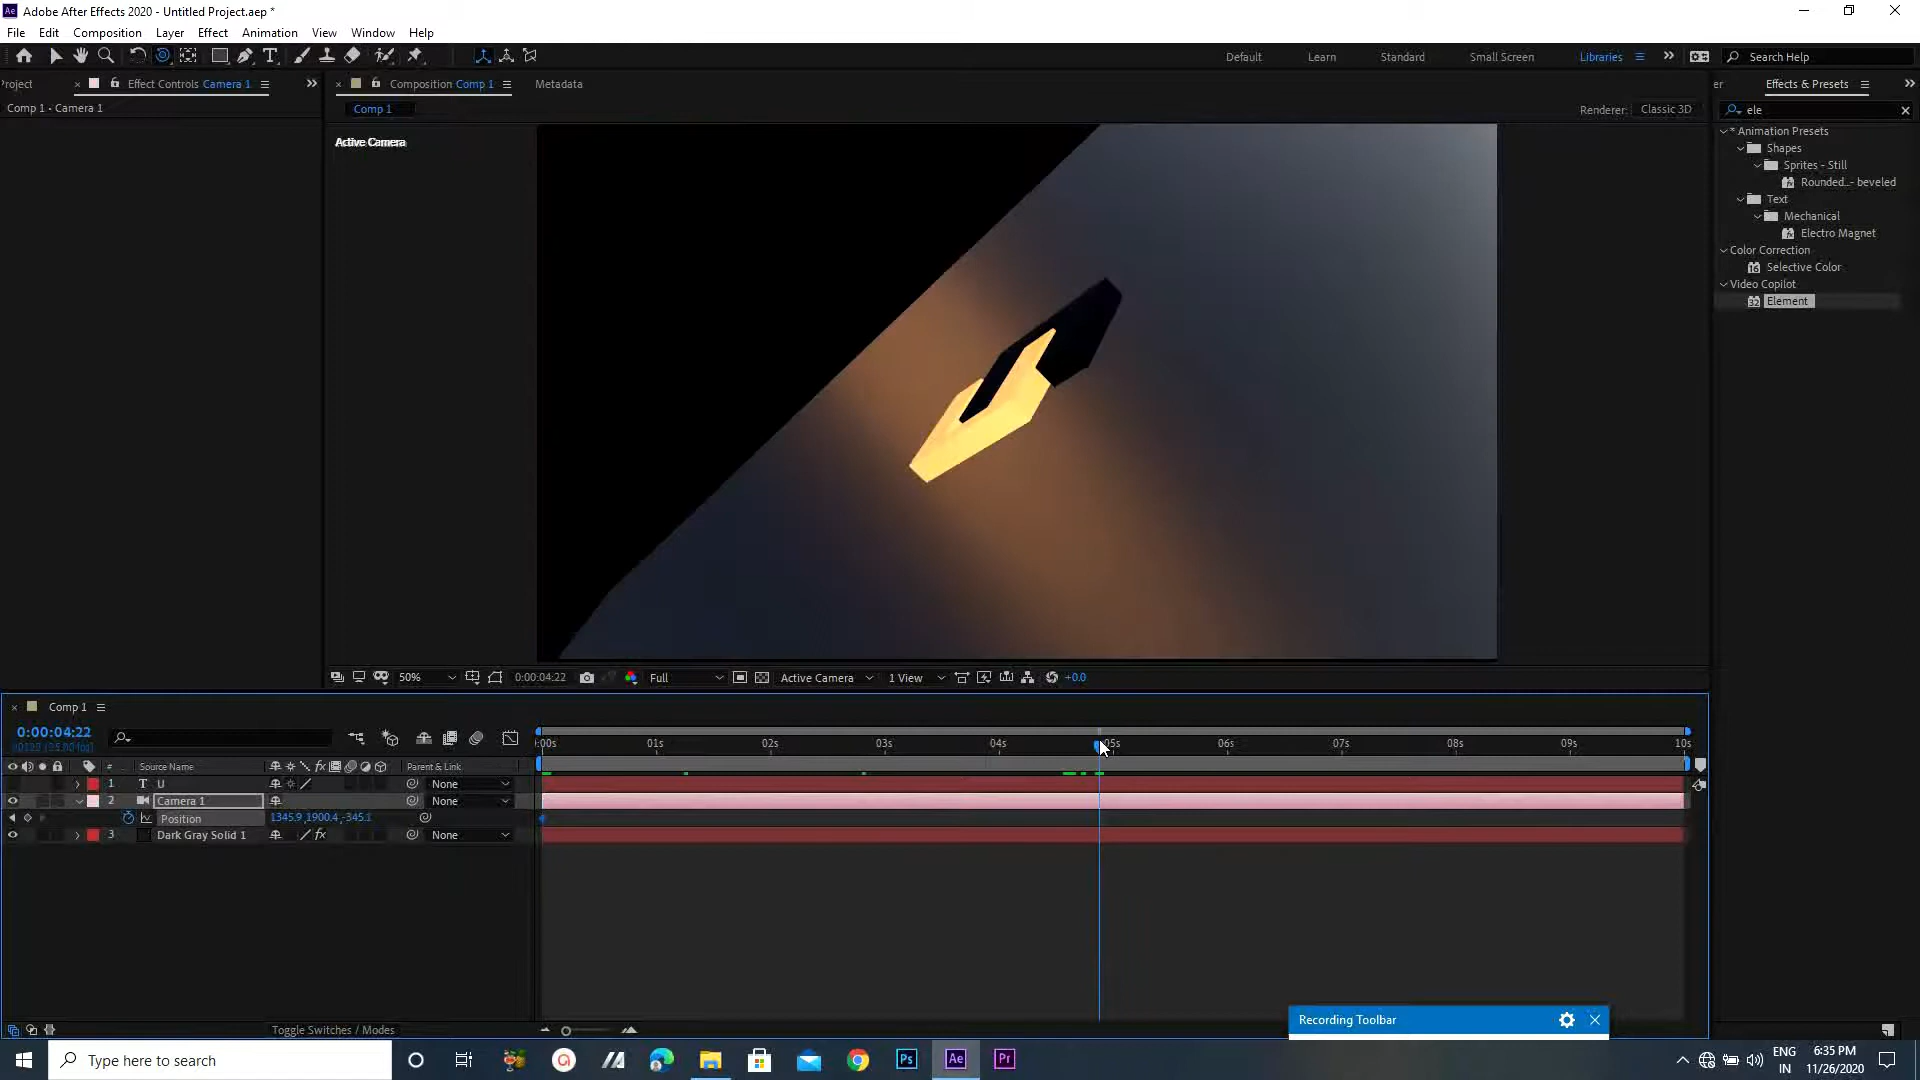 Adobe After Effects 2020 - Untitled Project.aep *
File Edit Composition Layer Effect Animation View Window Help
Default Learn Standard Small Screen Libraries Search Help
roject Effect Controls Camera 1 Composition Comp 1 Metadata er Effects & Presets
Comp 1 • Camera 1 Comp 1 Renderer: Classic 3D ele
Active Camera
* Animation Presets
Shapes
Sprites - Still
Rounded...- beveled
Text
Mechanical
Electro Magnet
Color Correction
Selective Color
Video Copilot
Element
50% 0:00:04:22 Full Active Camera 1 View +0.0
Comp 1
0:00:04:22
:00s 01s 02s 03s 04s 05s 06s 07s 08s 09s 10s
# Source Name Parent & Link
1 T U None
2 Camera 1 None
Position 1345.9,1900.4,-345.1
3 Dark Gray Solid 1 None
Toggle Switches / Modes
Recording Toolbar
Type here to search Ps Ae Pr ENG 6:35 PM
IN 11/26/2020